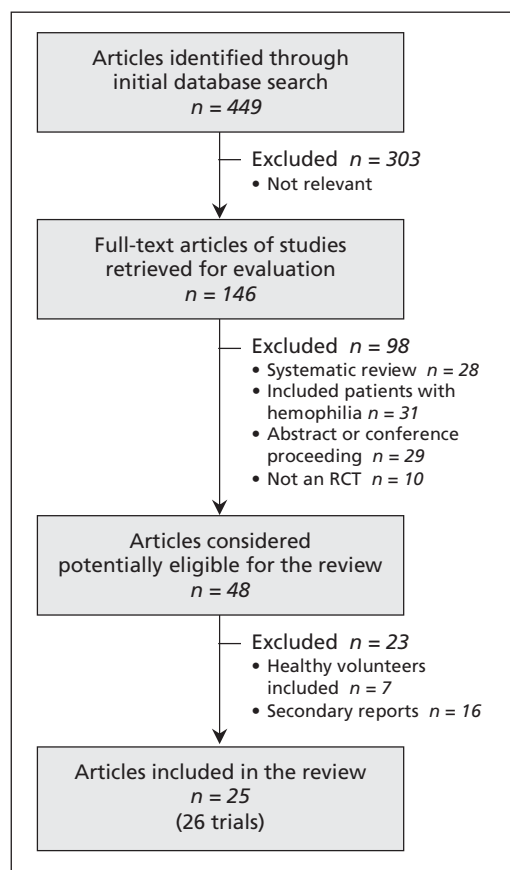 Articles identified through
initial database search
n = 449
Excluded n = 303
• Not relevant
Full-text articles of studies
retrieved for evaluation
n = 146
Excluded n = 98
• Systematic review n = 28
• Included patients with
hemophilia n = 31
• Abstract or conference
proceeding n = 29
• Not an RCT n = 10
Articles considered
potentially eligible for the review
n = 48
Excluded n = 23
• Healthy volunteers
included n = 7
• Secondary reports n = 16
Articles included in the review
n = 25
(26 trials)